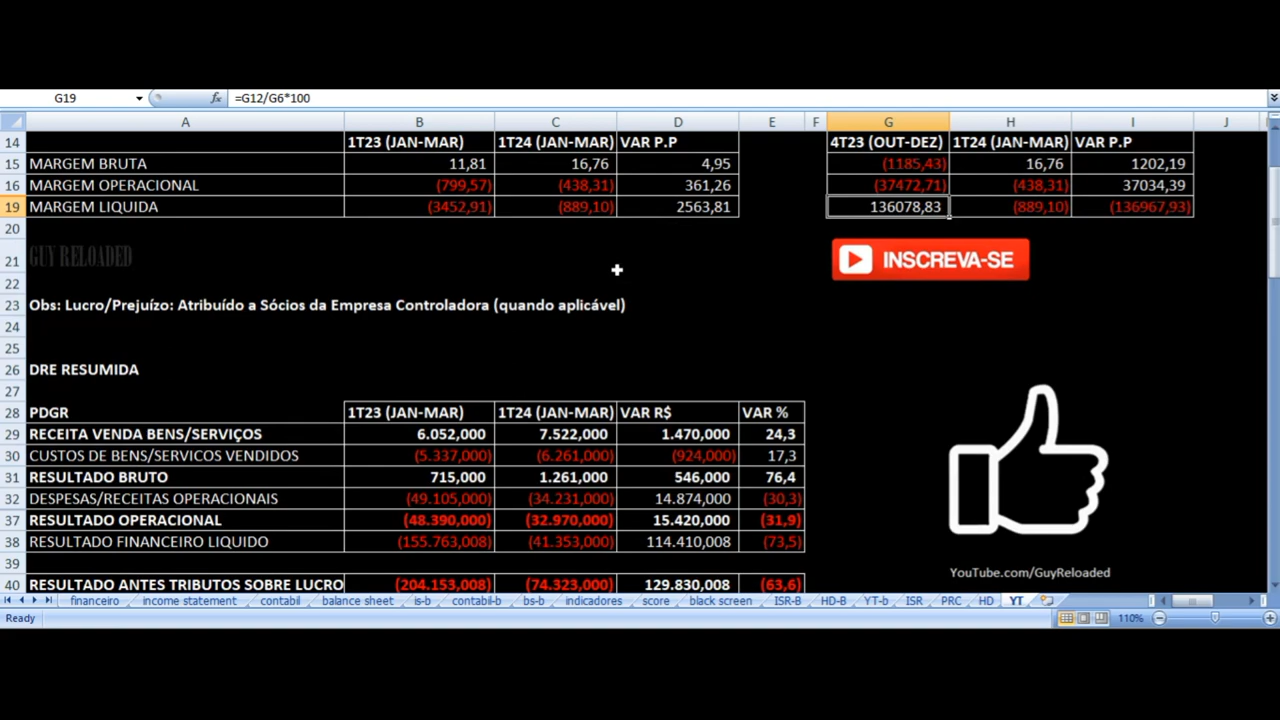 G19 fx =G12/G6*100
A B C D E F G H I J
14 1T23 (JAN-MAR) 1T24 (JAN-MAR) VAR P.P 4T23 (OUT-DEZ) 1T24 (JAN-MAR) VAR P.P
15 MARGEM BRUTA 11,81 16,76 4,95 (1185,43) 16,76 1202,19
16 MARGEM OPERACIONAL (799,57) (438,31) 361,26 (37472,71) (438,31) 37034,39
19 MARGEM LIQUIDA (3452,91) (889,10) 2563,81 136078,83 (889,10) (136967,93)
20
21 GUY RELOADED INSCREVA-SE
22
23 Obs: Lucro/Prejuízo: Atribuído a Sócios da Empresa Controladora (quando aplicável)
24
25
26 DRE RESUMIDA
27
28 PDGR 1T23 (JAN-MAR) 1T24 (JAN-MAR) VAR R$ VAR %
29 RECEITA VENDA BENS/SERVIÇOS 6.052,000 7.522,000 1.470,000 24,3
30 CUSTOS DE BENS/SERVICOS VENDIDOS (5.337,000) (6.261,000) (924,000) 17,3
31 RESULTADO BRUTO 715,000 1.261,000 546,000 76,4
32 DESPESAS/RECEITAS OPERACIONAIS (49.105,000) (34.231,000) 14.874,000 (30,3)
37 RESULTADO OPERACIONAL (48.390,000) (32.970,000) 15.420,000 (31,9)
38 RESULTADO FINANCEIRO LIQUIDO (155.763,008) (41.353,000) 114.410,008 (73,5)
39
YouTube.com/GuyReloaded
40 RESULTADO ANTES TRIBUTOS SOBRE LUCRO (204.153,008) (74.323,000) 129.830,008 (63,6)
financeiro income statement contabil balance sheet is-b contabil-b bs-b indicadores score black screen ISR-B HD-B YT-b ISR PRC HD YT
Ready 110%